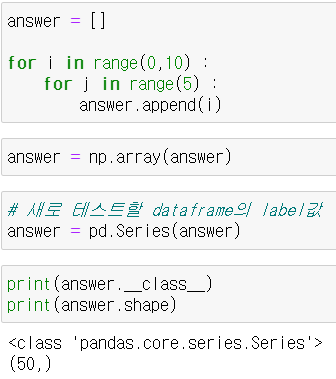 answer = []
for i in range(0,10) :
    for j in range(5) :
        answer.append(i)
answer = np.array(answer)
# 새로 테스트할 dataframe의 label값
answer = pd.Series(answer)
print(answer.__class__)
print(answer.shape)
<class 'pandas.core.series.Series'>
(50,)